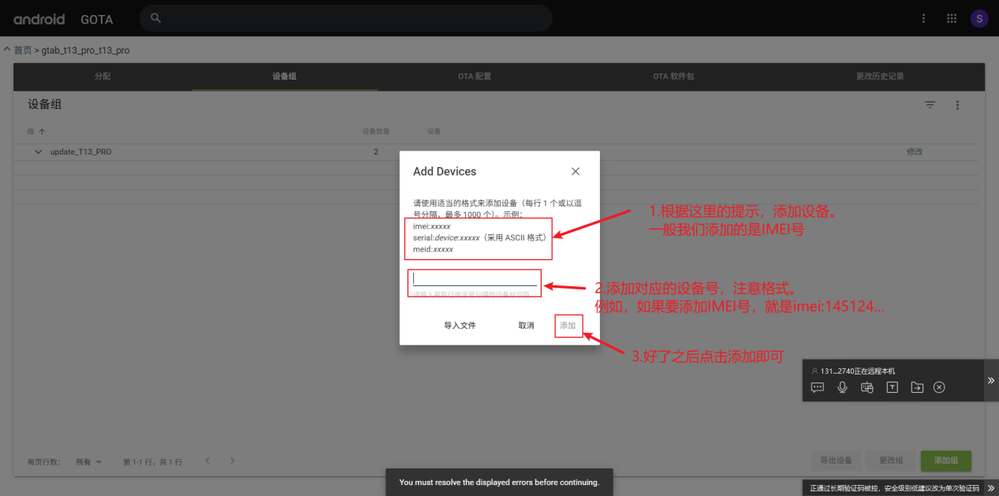 android GOTA
S
首页 > gtab_t13_pro_t13_pro
分配 设备组 OTA 配置 OTA 软件包 更改历史记录
设备组
组 设备数量 设备
update_T13_PRO 2 修改
Add Devices
请使用适当的格式来添加设备（每行 1 个或以逗
号分隔，最多 1000 个）。示例：
imei:xxxxx
serial:device:xxxxx（采用 ASCII 格式）
meid:xxxxx
请输入用新行或逗号分隔的设备标识符。
导入文件 取消 添加
1.根据这里的提示，添加设备。
一般我们添加的是IMEI号
2.添加对应的设备号，注意格式。
例如，如果要添加IMEI号，就是imei:145124...
3.好了之后点击添加即可
131...2740正在远程本机
每页行数： 所有 第 1-1 行，共 1 行
导出设备 更改组 添加组
You must resolve the displayed errors before continuing.
正通过长期验证码被控，安全级别低建议改为单次验证码